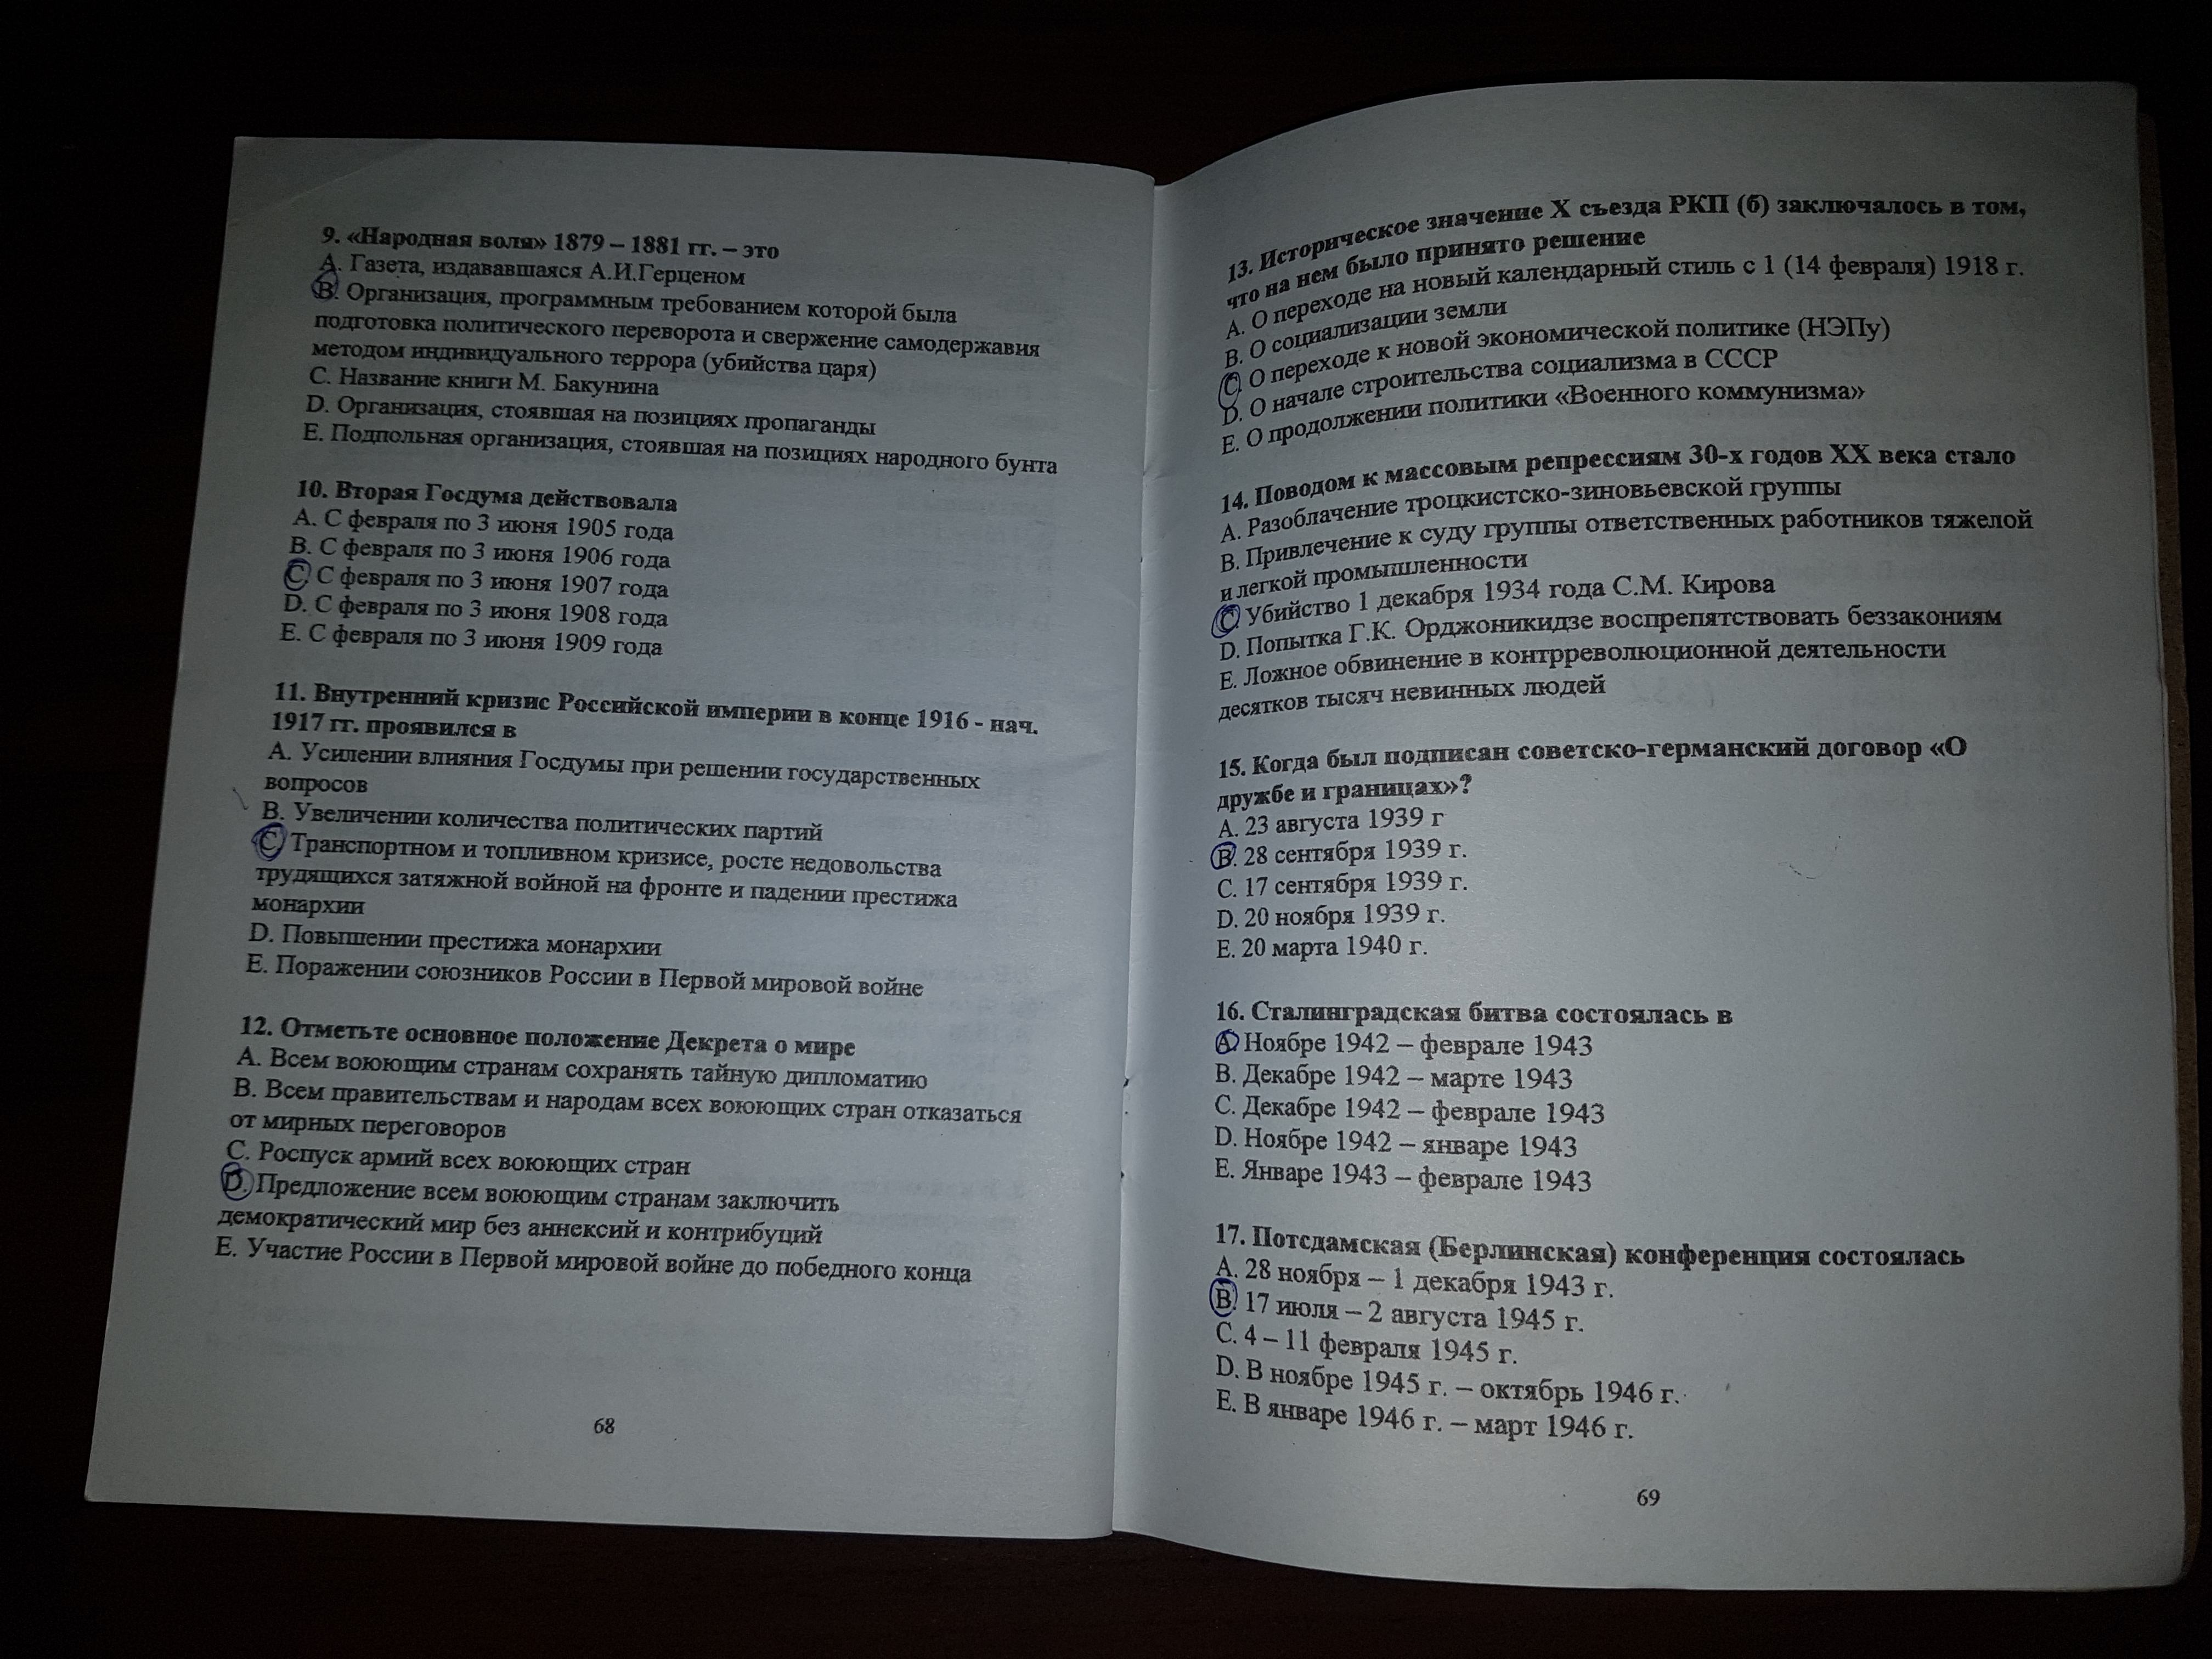 9. «Народная воля» 1879 – 1881 гг. – это
A. Газета, издававшаяся А.И.Герценом
B. Организация, программным требованием которой была
подготовка политического переворота и свержение самодержавия
методом индивидуального террора (убийства царя)
C. Название книги М. Бакунина
D. Организация, стоявшая на позициях пропаганды
E. Подпольная организация, стоявшая на позициях народного бунта
10. Вторая Госдума действовала
A. С февраля по 3 июня 1905 года
B. С февраля по 3 июня 1906 года
C. С февраля по 3 июня 1907 года
D. С февраля по 3 июня 1908 года
E. С февраля по 3 июня 1909 года
11. Внутренний кризис Российской империи в конце 1916 - нач.
1917 гг. проявился в
A. Усилении влияния Госдумы при решении государственных
вопросов
B. Увеличении количества политических партий
C. Транспортном и топливном кризисе, росте недовольства
трудящихся затяжной войной на фронте и падении престижа
монархии
D. Повышении престижа монархии
E. Поражении союзников России в Первой мировой войне
12. Отметьте основное положение Декрета о мире
A. Всем воюющим странам сохранять тайную дипломатию
B. Всем правительствам и народам всех воюющих стран отказаться
от мирных переговоров
C. Роспуск армий всех воюющих стран
D. Предложение всем воюющим странам заключить
демократический мир без аннексий и контрибуций
E. Участие России в Первой мировой войне до победного конца
68
13. Историческое значение X съезда РКП (б) заключалось в том,
что на нем было принято решение
A. О переходе на новый календарный стиль с 1 (14 февраля) 1918 г.
B. О социализации земли
C. О переходе к новой экономической политике (НЭПу)
D. О начале строительства социализма в СССР
E. О продолжении политики «Военного коммунизма»
14. Поводом к массовым репрессиям 30-х годов XX века стало
A. Разоблачение троцкистско-зиновьевской группы
B. Привлечение к суду группы ответственных работников тяжелой
и легкой промышленности
C. Убийство 1 декабря 1934 года С.М. Кирова
D. Попытка Г.К. Орджоникидзе воспрепятствовать беззакониям
E. Ложное обвинение в контрреволюционной деятельности
десятков тысяч невинных людей
15. Когда был подписан советско-германский договор «О
дружбе и границах»?
A. 23 августа 1939 г
B. 28 сентября 1939 г.
C. 17 сентября 1939 г.
D. 20 ноября 1939 г.
E. 20 марта 1940 г.
16. Сталинградская битва состоялась в
A. Ноябре 1942 – феврале 1943
B. Декабре 1942 – марте 1943
C. Декабре 1942 – феврале 1943
D. Ноябре 1942 – январе 1943
E. Январе 1943 – феврале 1943
17. Потсдамская (Берлинская) конференция состоялась
A. 28 ноября – 1 декабря 1943 г.
B. 17 июля – 2 августа 1945 г.
C. 4 – 11 февраля 1945 г.
D. В ноябре 1945 г. – октябрь 1946 г.
E. В январе 1946 г. – март 1946 г.
69